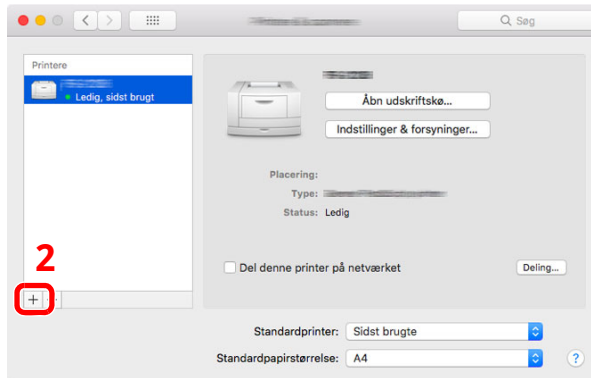 Søg
Printere
Ledig, sidst brugt
Åbn udskriftskø...
Indstillinger & forsyninger...
Placering:
Type:
Status: Ledig
2
Del denne printer på netværket
Deling...
+
Standardprinter: Sidst brugte
Standardpapirstørrelse: A4
?